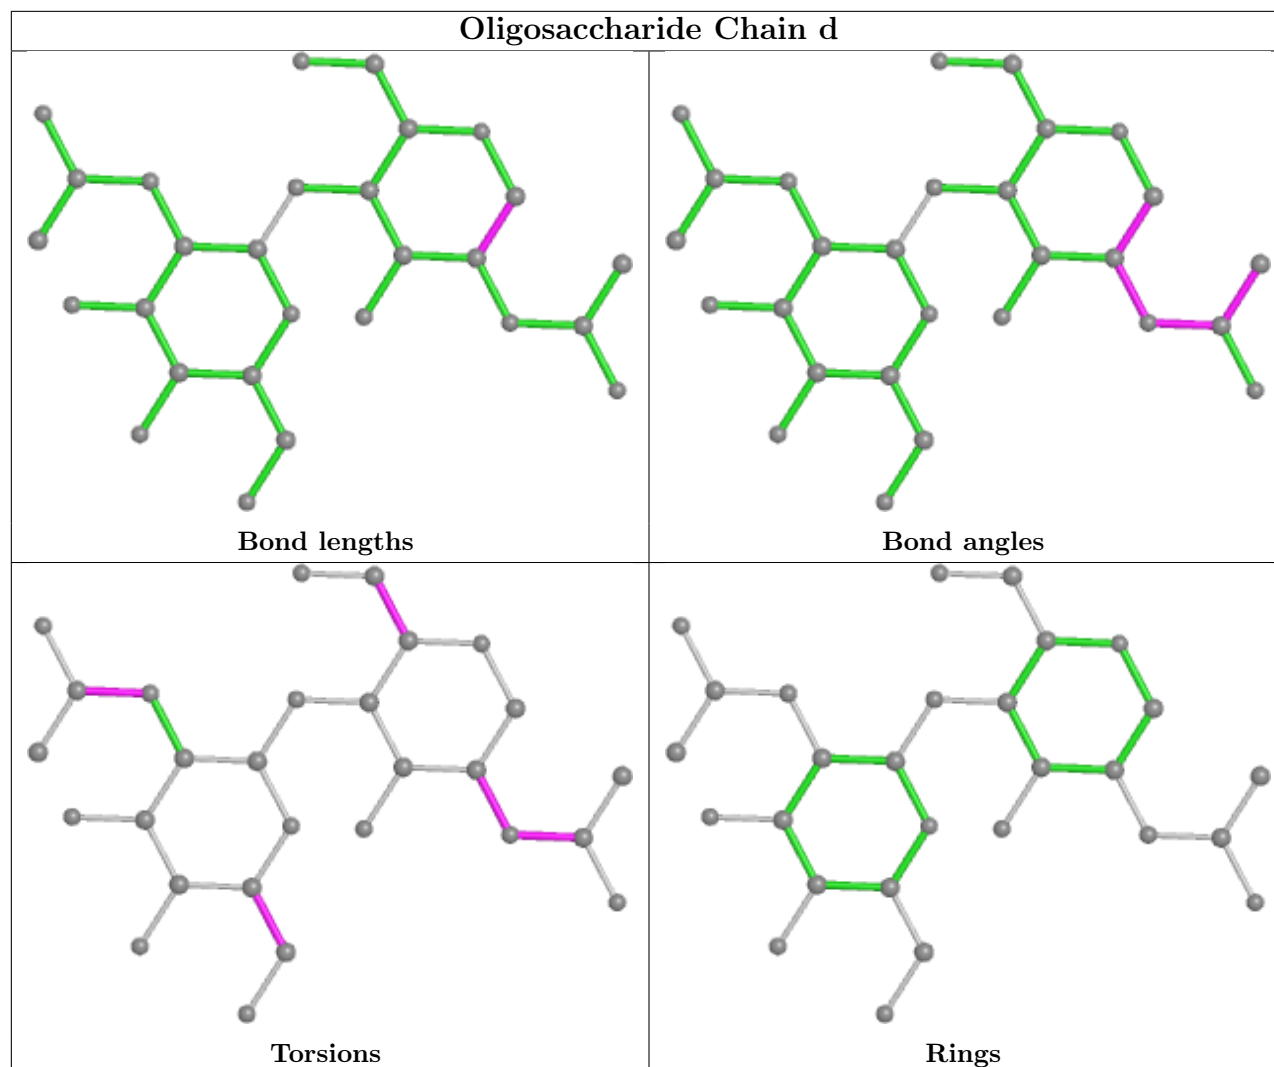 Oligosaccharide Chain d
Bond lengths
Bond angles
Torsions
Rings